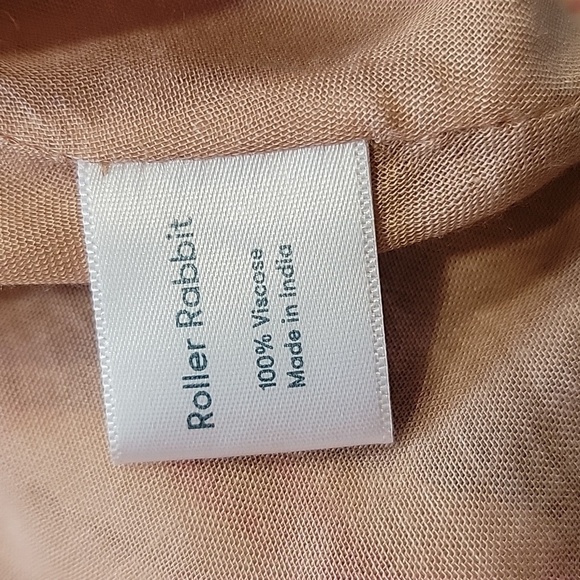 Roller Rabbit
100% Viscose
Made in India